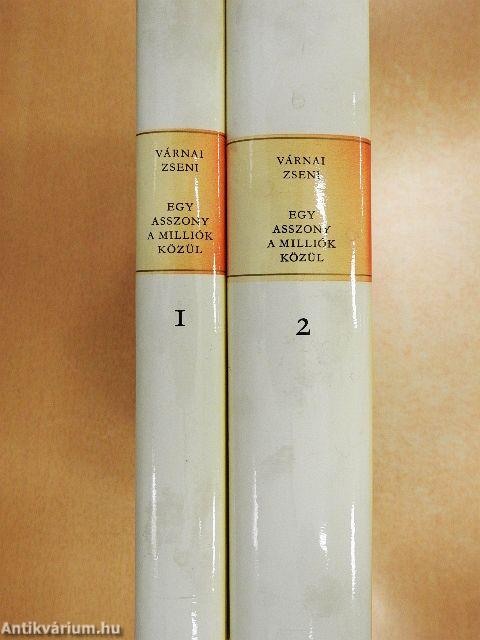 VÁRNAI
ZSENI
EGY
ASSZONY
A MILLIÓK
KÖZÜL
I
VÁRNAI
ZSENI
EGY
ASSZONY
A MILLIÓK
KÖZÜL
2
Antikvárium.hu